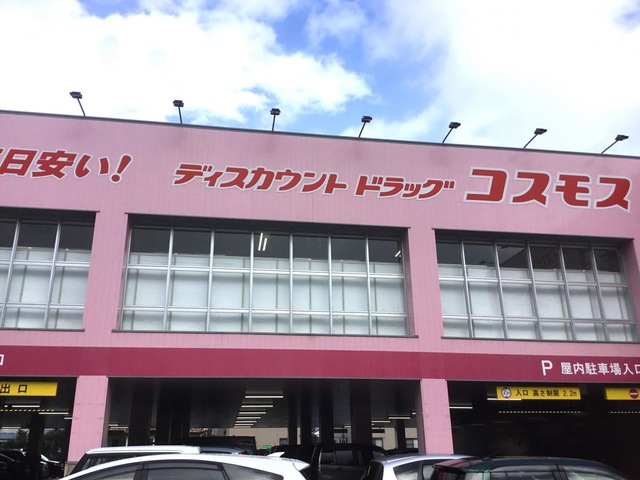 日安い! ディスカウント ドラッグ コスモス
P 屋内駐車場入口
出口
入口 高さ制限 2.2m